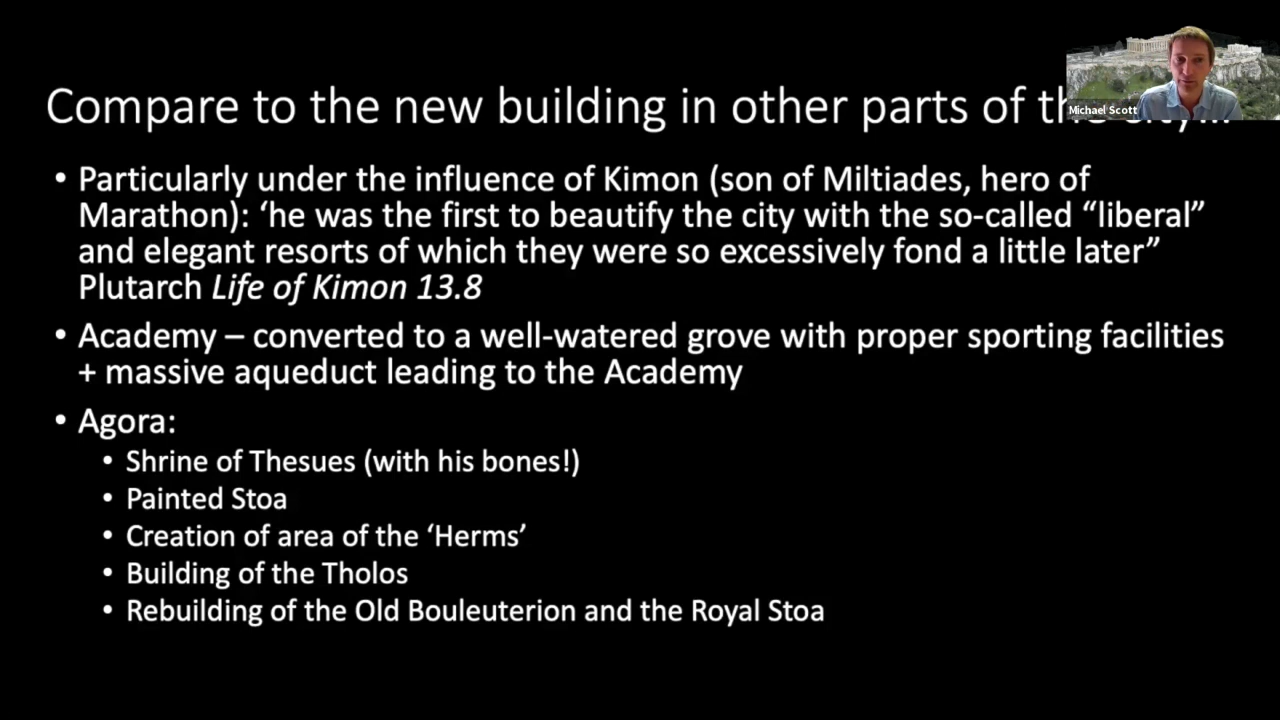 Compare to the new building in other parts of the city...
Michael Scott
• Particularly under the influence of Kimon (son of Miltiades, hero of
Marathon): ‘he was the first to beautify the city with the so-called “liberal”
and elegant resorts of which they were so excessively fond a little later”
Plutarch Life of Kimon 13.8
• Academy – converted to a well-watered grove with proper sporting facilities
+ massive aqueduct leading to the Academy
• Agora:
• Shrine of Thesues (with his bones!)
• Painted Stoa
• Creation of area of the ‘Herms’
• Building of the Tholos
• Rebuilding of the Old Bouleuterion and the Royal Stoa